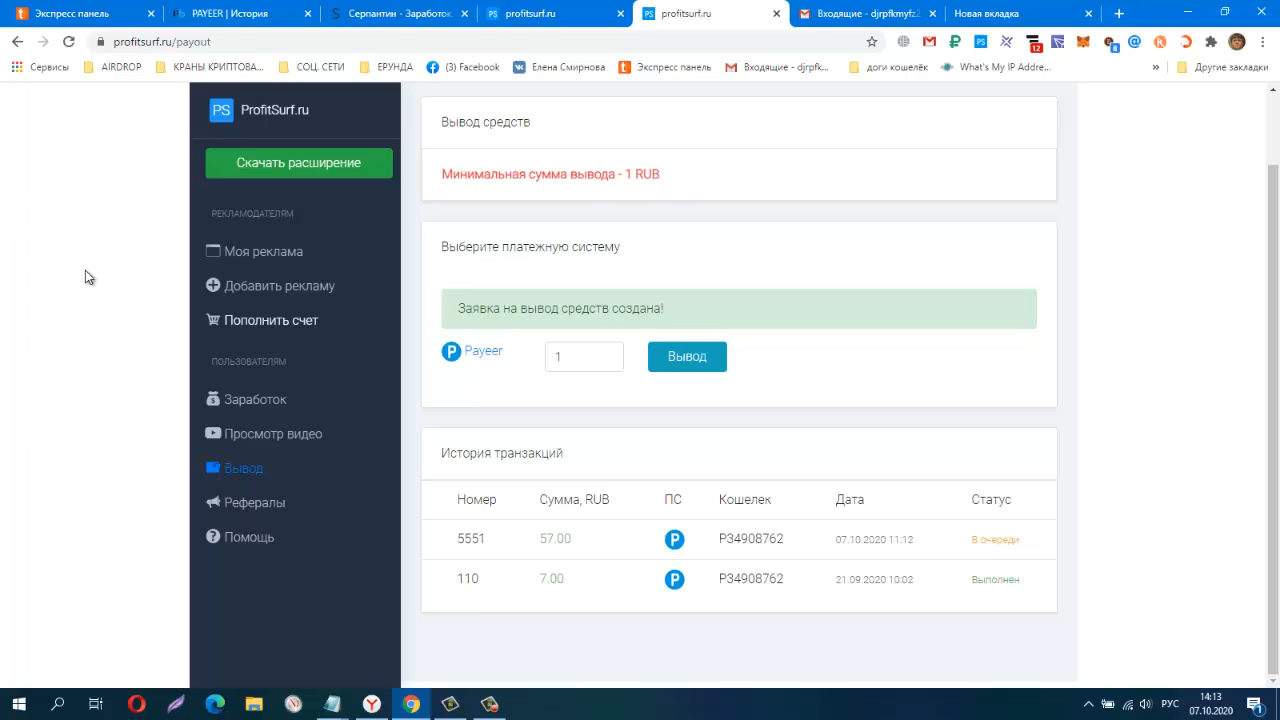 Экспресс панель
PAYEER | История
Серпантин - Заработок,
profitsurf.ru
profitsurf.ru
Входящие - djrpfkmyfz2
Новая вкладка
profitsurf.ru/payout
12
8
Сервисы
AIRDROP
КРАНЫ КРИПТОВА...
СОЦ. СЕТИ
ЕРУНДА
(3) Facebook
Елена Смирнова
Экспресс панель
Входящие - djrpfk...
доги кошелёк
What's My IP Addre...
Другие закладки
PS ProfitSurf.ru
Скачать расширение
РЕКЛАМОДАТЕЛЯМ
Моя реклама
Добавить рекламу
Пополнить счет
ПОЛЬЗОВАТЕЛЯМ
Заработок
Просмотр видео
Вывод
Рефералы
Помощь
Вывод средств
Минимальная сумма вывода - 1 RUB
Выберите платежную систему
Заявка на вывод средств создана!
Payeer 1 Вывод
История транзакций
Номер Сумма, RUB ПС Кошелек Дата Статус
5551 57.00 P P34908762 07.10.2020 11:12 В очереди
110 7.00 P P34908762 21.09.2020 10:02 Выполнен
РУС
14:13
07.10.2020